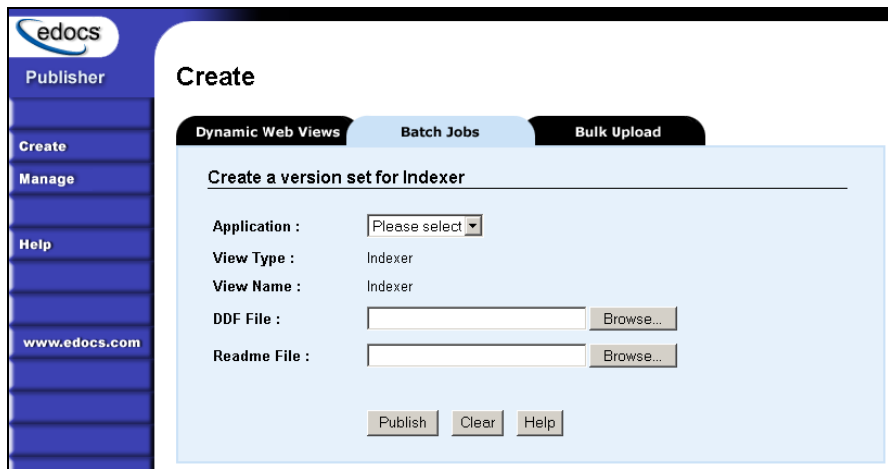 edocs
Publisher
Create
Manage
Help
www.edocs.com
Create
Dynamic Web Views
Batch Jobs
Bulk Upload
Create a version set for Indexer
Application : Please select
View Type : Indexer
View Name : Indexer
DDF File : Browse...
Readme File : Browse...
Publish Clear Help